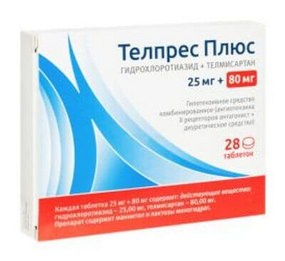 Телпрес Плюс
ГИДРОХЛОРОТИАЗИД + ТЕЛМИСАРТАН
25 мг + 80 мг
Гипотензивное средство
комбинированное (ангиотензина
II рецепторов антагонист +
диуретическое средство)
28
таблеток
Каждая таблетка 25 мг + 80 мг содержит: действующие вещества:
гидрохлоротиазид – 25,00 мг, телмисартан – 80,00 мг.
Препарат содержит маннитол и лактозы моногидрат.